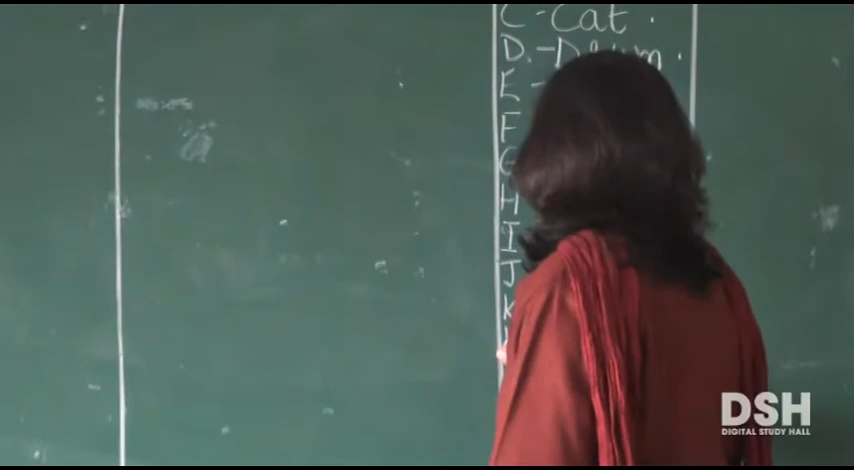 C - Cat .
D. - Drum .
E -
F
G
H
I
J
K
DSH
DIGITAL STUDY HALL